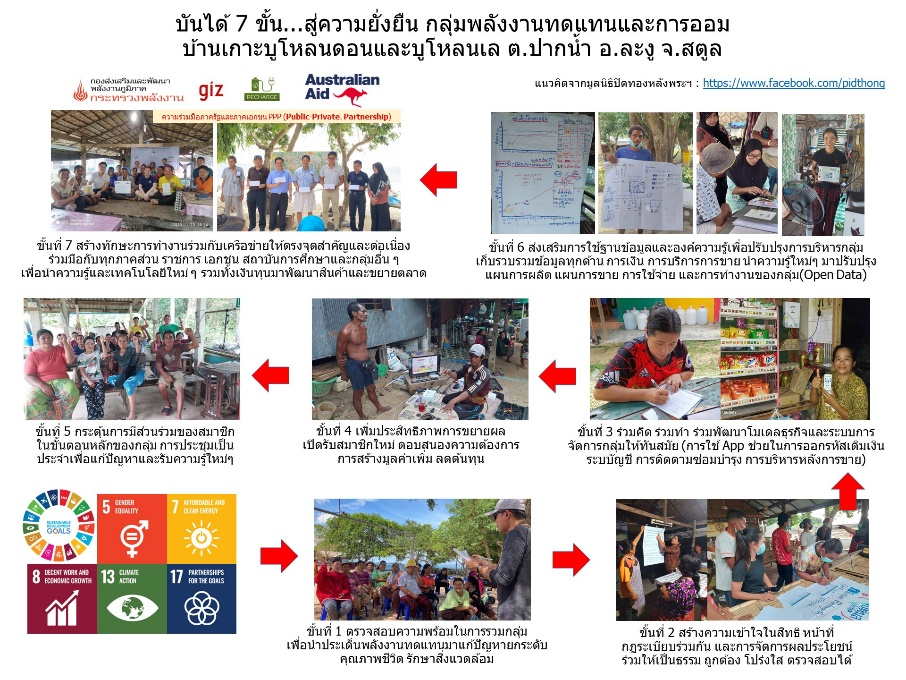 บันได้ 7 ขั้น...สู่ความยั่งยืน กลุ่มพลังงานทดแทนและการออม
บ้านเกาะบูโหลนดอนและบูโหลนเล ต.ปากน้ำ อ.ละงู จ.สตูล
กองส่งเสริมและพัฒนา
พลังงานภูมิภาค
กระทรวงพลังงาน
giz
RECHARGE
Australian
Aid
แนวคิดจากมูลนิธิปิดทองหลังพระฯ : https://www.facebook.com/pidthong
ความร่วมมือภาครัฐและภาคเอกชน PPP (Public-Private Partnership)
ขั้นที่ 7 สร้างทักษะการทำงานร่วมกับเครือข่ายให้ตรงจุดสำคัญและต่อเนื่อง
ร่วมมือกับทุกภาคส่วน ราชการ เอกชน สถาบันการศึกษาและกลุ่มอื่น ๆ
เพื่อนำความรู้และเทคโนโลยีใหม่ ๆ รวมทั้งเงินทุนมาพัฒนาสินค้าและขยายตลาด
ขั้นที่ 6 ส่งเสริมการใช้ฐานข้อมูลและองค์ความรู้เพื่อปรับปรุงการบริหารกลุ่ม
เก็บรวบรวมข้อมูลทุกด้าน การเงิน การบริการการขาย นำความรู้ใหม่ๆ มาปรับปรุง
แผนการผลิต แผนการขาย การใช้จ่าย และการทำงานของกลุ่ม(Open Data)
ขั้นที่ 5 กระตุ้นการมีส่วนร่วมของสมาชิก
ในขั้นตอนหลักของกลุ่ม การประชุมเป็น
ประจำเพื่อแก้ปัญหาและรับความรู้ใหม่ๆ
ขั้นที่ 4 เพิ่มประสิทธิภาพการขยายผล
เปิดรับสมาชิกใหม่ ตอบสนองความต้องการ
การสร้างมูลค่าเพิ่ม ลดต้นทุน
ขั้นที่ 3 ร่วมคิด ร่วมทำ ร่วมพัฒนาโมเดลธุรกิจและระบบการ
จัดการกลุ่มให้ทันสมัย (การใช้ App ช่วยในการออกรหัสเติมเงิน
ระบบบัญชี การติดตามซ่อมบำรุง การบริหารหลังการขาย)
SUSTAINABLE
DEVELOPMENT
GOALS
5 GENDER
EQUALITY
7 AFFORDABLE AND
CLEAN ENERGY
8 DECENT WORK AND
ECONOMIC GROWTH
13 CLIMATE
ACTION
17 PARTNERSHIPS
FOR THE GOALS
ขั้นที่ 1 ตรวจสอบความพร้อมในการรวมกลุ่ม
เพื่อนำประเด็นพลังงานทดแทนมาแก้ปัญหายกระดับ
คุณภาพชีวิต รักษาสิ่งแวดล้อม
ขั้นที่ 2 สร้างความเข้าใจในสิทธิ หน้าที่
กฎระเบียบร่วมกัน และการจัดการผลประโยชน์
ร่วมให้เป็นธรรม ถูกต้อง โปร่งใส ตรวจสอบได้